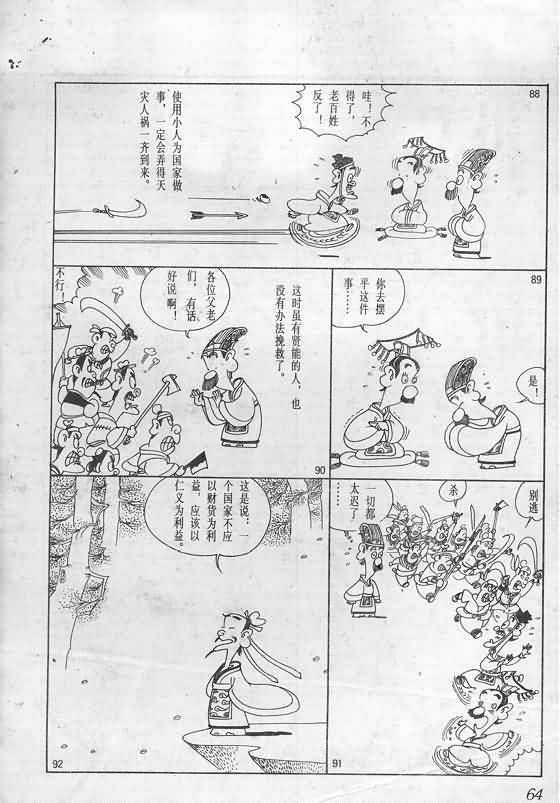 88
哇！不
得了，
老百姓
反了！
使用小人为国家做
事，一定会弄得天
灾人祸一齐到来。
89
你去摆
平这件
事……
是！
这时虽有贤能的人，也
没有办法挽救了。
各位父老
们，有话
好说啊！
不行！
90
别逃
杀
一切都
太迟了
……
91
这是说：一
个国家不应
以财货为利
益，应该以
仁义为利益。
92
64